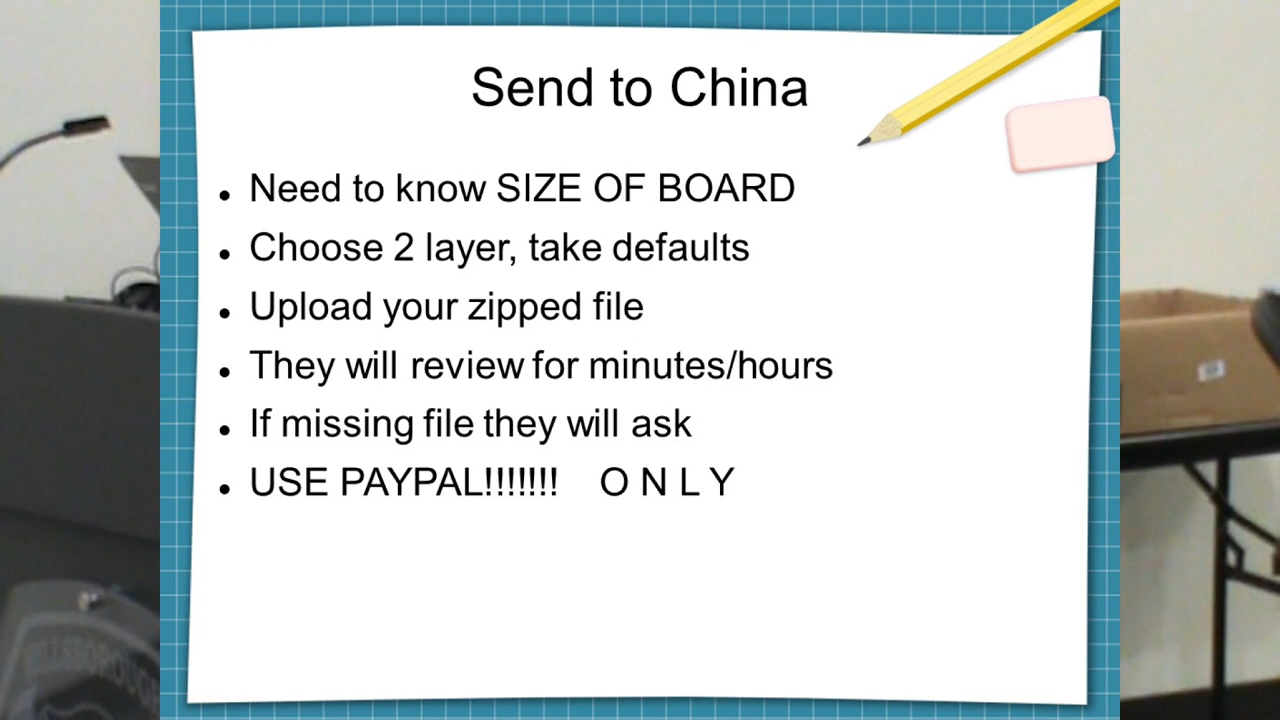 Send to China
Need to know SIZE OF BOARD
Choose 2 layer, take defaults
Upload your zipped file
They will review for minutes/hours
If missing file they will ask
USE PAYPAL!!!!!!! O N L Y
HILLSBOROUGH